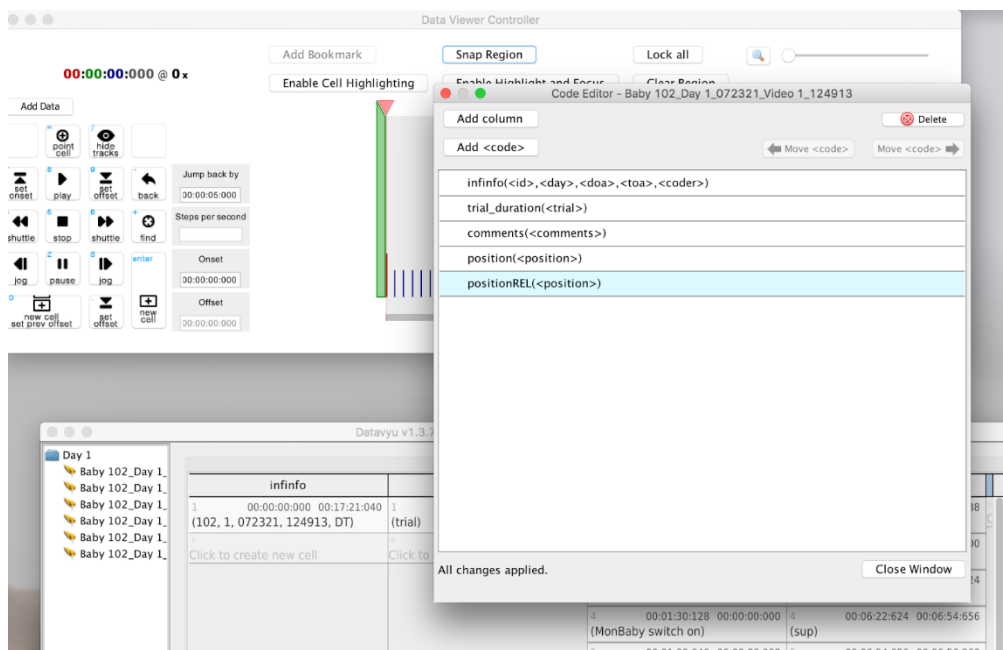 Data Viewer Controller
Add Bookmark
Snap Region
Lock all
00:00:00:000 @ 0 x
Enable Cell Highlighting
Enable Highlight and Focus
Clear Region
Add Data
point cell
hide tracks
set onset
play
set offset
back
Jump back by
00:00:05:000
shuttle
stop
shuttle
find
Steps per second
jog
pause
jog
enter
Onset
00:00:00:000
new cell set prev offset
set offset
new cell
Offset
00:00:00:000
Code Editor - Baby 102_Day 1_072321_Video 1_124913
Add column
Delete
Add <code>
Move <code>
Move <code>
infinfo(<id>,<day>,<doa>,<toa>,<coder>)
trial_duration(<trial>)
comments(<comments>)
position(<position>)
positionREL(<position>)
All changes applied.
Close Window
Datavyu v1.3.7
Day 1
Baby 102_Day 1_
Baby 102_Day 1_
Baby 102_Day 1_
Baby 102_Day 1_
Baby 102_Day 1_
Baby 102_Day 1_
infinfo
1 00:00:00:000 00:17:21:040
(102, 1, 072321, 124913, DT)
1
(trial)
+
Click to create new cell
Click to
4 00:01:30:128 00:00:00:000
(MonBaby switch on)
00:06:22:624 00:06:54:656
(sup)